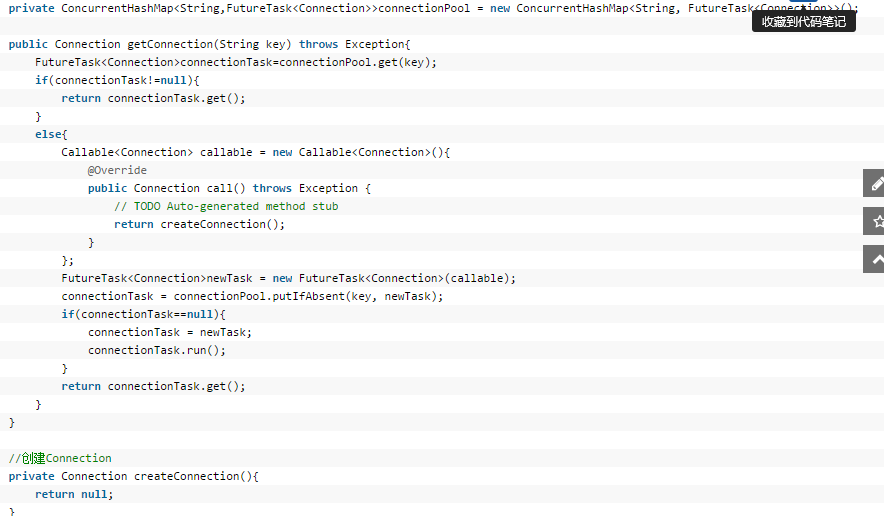 private ConcurrentHashMap<String,FutureTask<Connection>>connectionPool = new ConcurrentHashMap<String, FutureTask<Connection>>();
收藏到代码笔记
public Connection getConnection(String key) throws Exception{
    FutureTask<Connection>connectionTask=connectionPool.get(key);
    if(connectionTask!=null){
        return connectionTask.get();
    }
    else{
        Callable<Connection> callable = new Callable<Connection>(){
            @Override
            public Connection call() throws Exception {
                // TODO Auto-generated method stub
                return createConnection();
            }
        };
        FutureTask<Connection>newTask = new FutureTask<Connection>(callable);
        connectionTask = connectionPool.putIfAbsent(key, newTask);
        if(connectionTask==null){
            connectionTask = newTask;
            connectionTask.run();
        }
        return connectionTask.get();
    }
}
//创建Connection
private Connection createConnection(){
    return null;
}